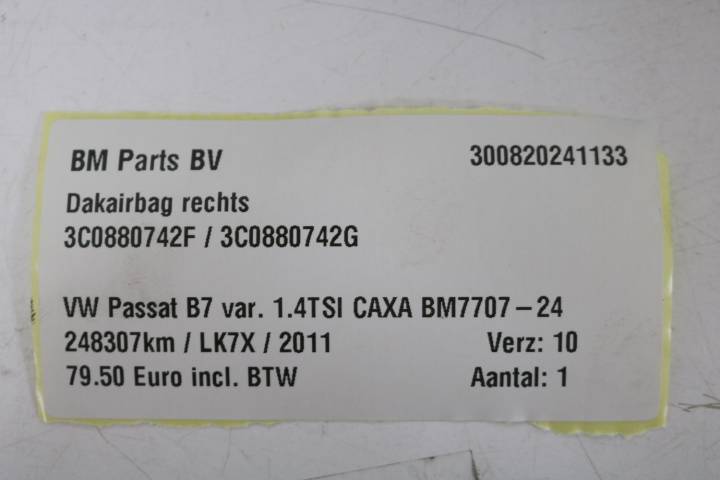 BM Parts BV 300820241133
Dakairbag rechts
3C0880742F / 3C0880742G
VW Passat B7 var. 1.4TSI CAXA BM7707-24
248307km / LK7X / 2011 Verz: 10
79.50 Euro incl. BTW Aantal: 1